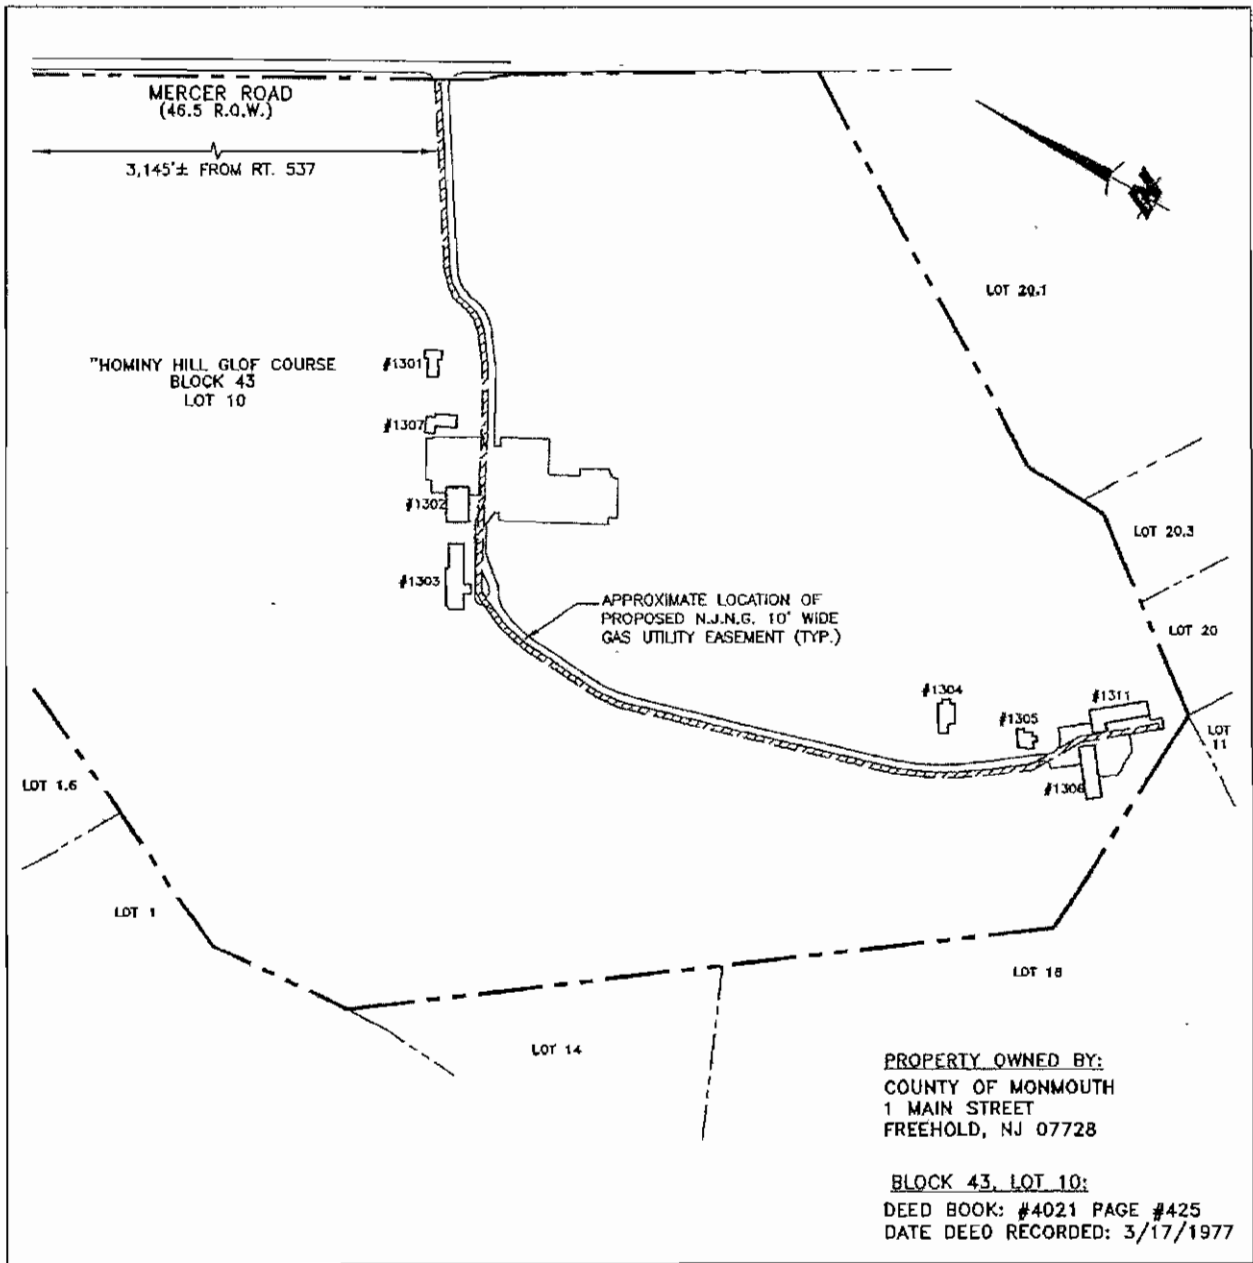 MERCER ROAD
(46.5 R.O.W.)
3,145'± FROM RT. 537
LOT 20.1
"HOMINY HILL GLOF COURSE
BLOCK 43
LOT 10
#1301
#1307
#1302
#1303
LOT 20.3
APPROXIMATE LOCATION OF
PROPOSED N.J.N.G. 10' WIDE
GAS UTILITY EASEMENT (TYP.)
LOT 20
#1304
#1305
#1311
LOT
11
#1306
LOT 1.6
LOT 1
LOT 18
LOT 14
PROPERTY OWNED BY:
COUNTY OF MONMOUTH
1 MAIN STREET
FREEHOLD, NJ 07728
BLOCK 43, LOT 10:
DEED BOOK: #4021 PAGE #425
DATE DEED RECORDED: 3/17/1977